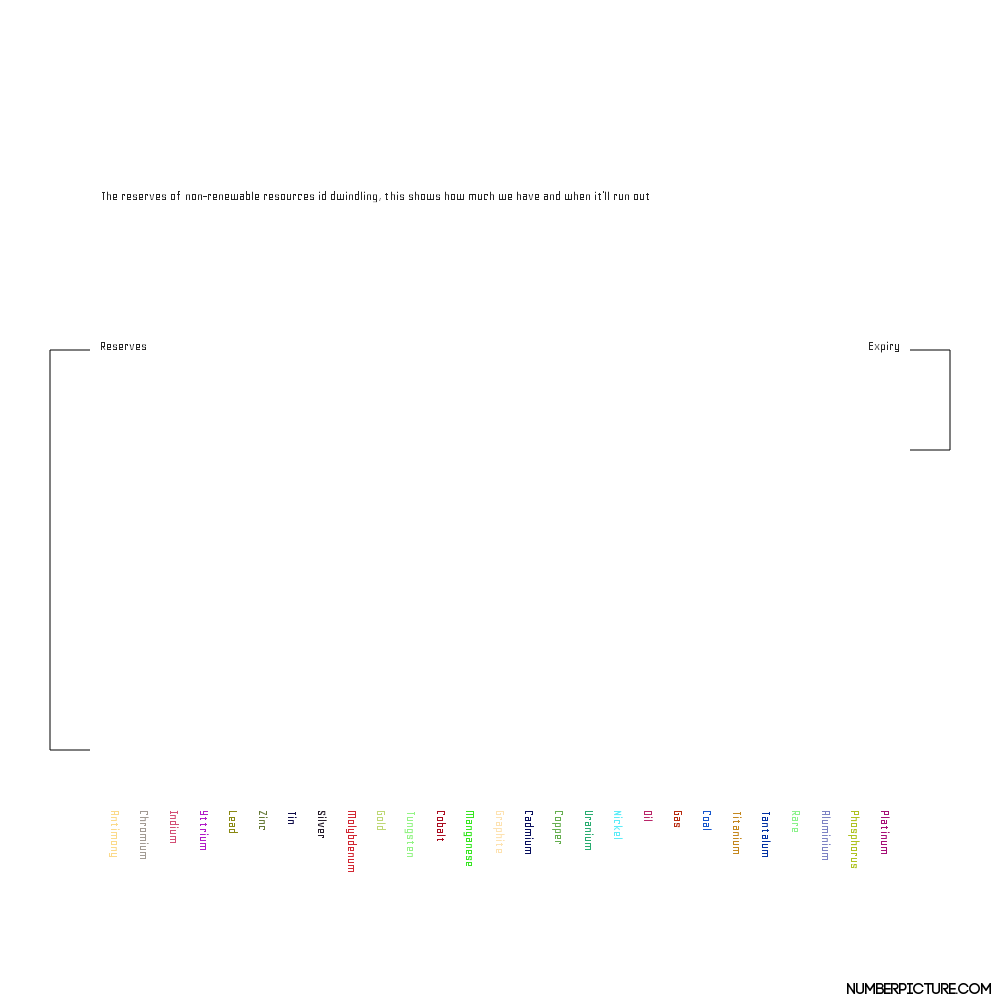 The reserves of non-renewable resources id dwindling, this shows how much we have and when it'll run out
Reserves
Expiry
Antimony
Chromium
Indium
Yttrium
Lead
Zinc
Tin
Silver
Molybdenum
Gold
Tungsten
Cobalt
Manganese
Graphite
Cadmium
Copper
Uranium
Nickel
Oil
Gas
Coal
Titanium
Tantalum
Rare
Aluminium
Phosphorus
Platinum
NUMBERPICTURE.COM